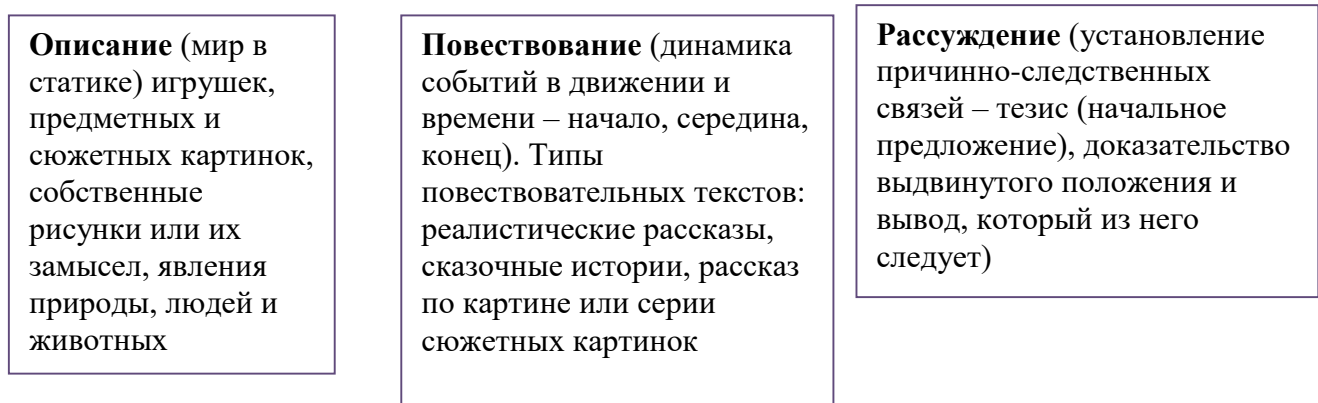 Описание (мир в
статике) игрушек,
предметных и
сюжетных картинок,
собственные
рисунки или их
замысел, явления
природы, людей и
животных
Повествование (динамика
событий в движении и
времени – начало, середина,
конец). Типы
повествовательных текстов:
реалистические рассказы,
сказочные истории, рассказ
по картине или серии
сюжетных картинок
Рассуждение (установление
причинно-следственных
связей – тезис (начальное
предложение), доказательство
выдвинутого положения и
вывод, который из него
следует)